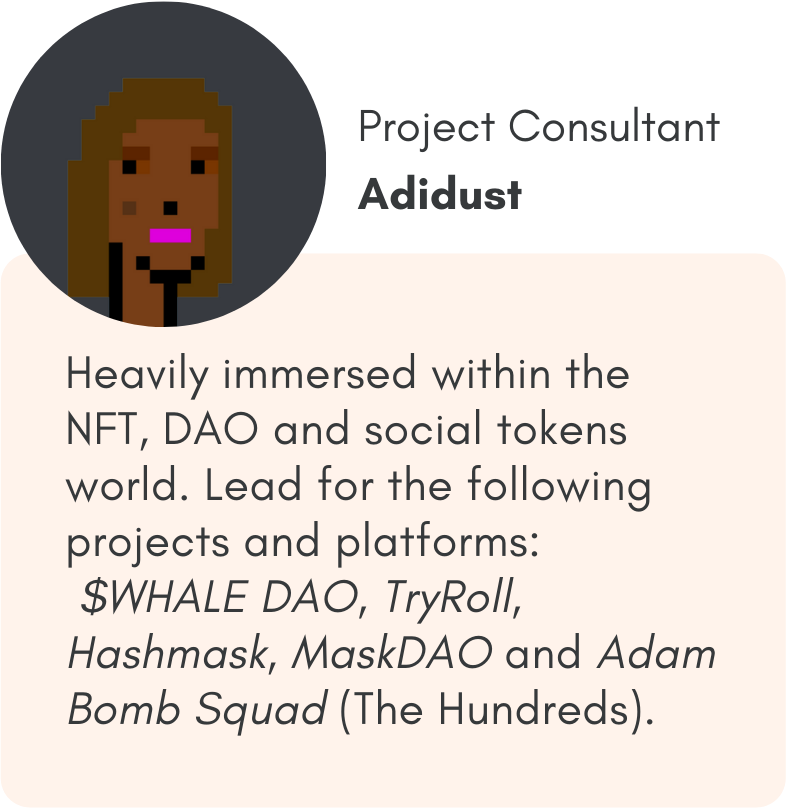 Project Consultant
Adidust
Heavily immersed within the
NFT, DAO and social tokens
world. Lead for the following
projects and platforms:
$WHALE DAO, TryRoll,
Hashmask, MaskDAO and Adam
Bomb Squad (The Hundreds).